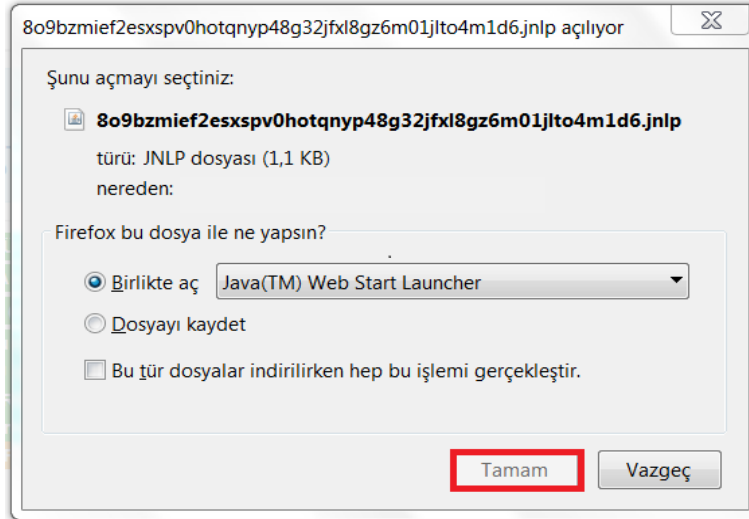 8o9bzmief2esxspv0hotqnyp48g32jfxl8gz6m01jlto4m1d6.jnlp açılıyor
Şunu açmayı seçtiniz:
8o9bzmief2esxspv0hotqnyp48g32jfxl8gz6m01jlto4m1d6.jnlp
türü: JNLP dosyası (1,1 KB)
nereden:
Firefox bu dosya ile ne yapsın?
Birlikte aç Java(TM) Web Start Launcher
Dosyayı kaydet
Bu tür dosyalar indirilirken hep bu işlemi gerçekleştir.
Tamam Vazgeç